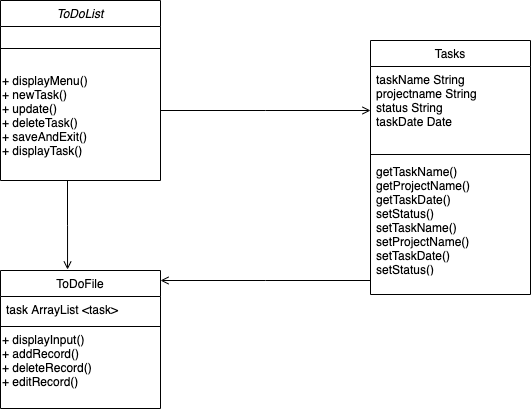 ToDoList
+ displayMenu()
+ newTask()
+ update()
+ deleteTask()
+ saveAndExit()
+ displayTask()
Tasks
taskName String
projectname String
status String
taskDate Date
getTaskName()
getProjectName()
getTaskDate()
setStatus()
setTaskName()
setProjectName()
setTaskDate()
setStatus()
ToDoFile
task ArrayList <task>
+ displayInput()
+ addRecord()
+ deleteRecord()
+ editRecord()